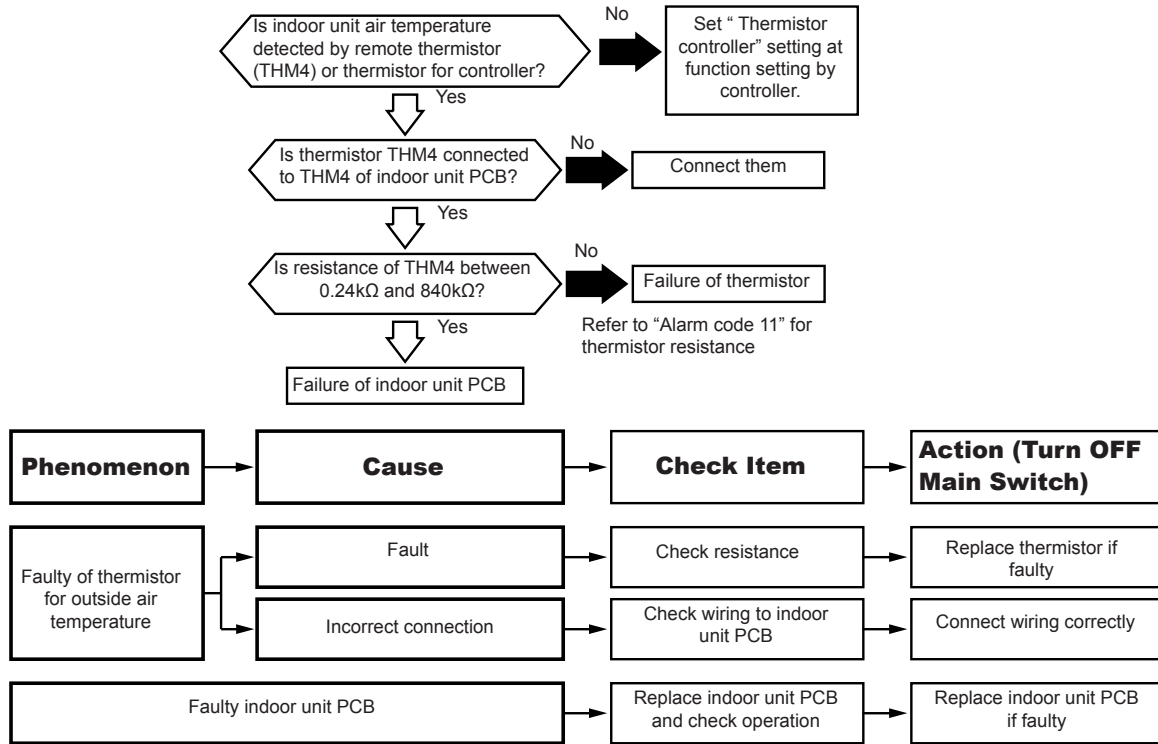 Is indoor unit air temperature
detected by remote thermistor
(THM4) or thermistor for controller?
No
Set “ Thermistor
controller” setting at
function setting by
controller.
Yes
Is thermistor THM4 connected
to THM4 of indoor unit PCB?
No
Connect them
Yes
Is resistance of THM4 between
0.24kΩ and 840kΩ?
No
Failure of thermistor
Refer to “Alarm code 11” for
thermistor resistance
Yes
Failure of indoor unit PCB
Phenomenon
Cause
Check Item
Action (Turn OFF
Main Switch)
Faulty of thermistor
for outside air
temperature
Fault
Check resistance
Replace thermistor if
faulty
Incorrect connection
Check wiring to indoor
unit PCB
Connect wiring correctly
Faulty indoor unit PCB
Replace indoor unit PCB
and check operation
Replace indoor unit PCB
if faulty